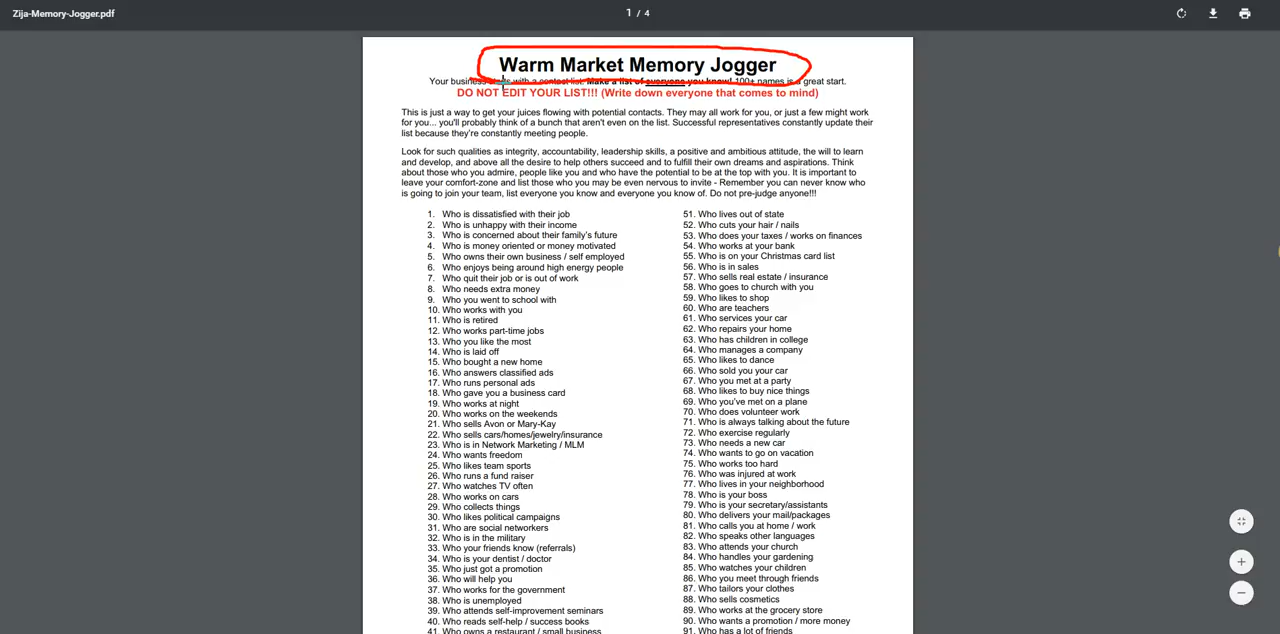 Zija-Memory-Jogger.pdf
1 / 4
Warm Market Memory Jogger
Your business starts with a contact list. Make a list of everyone you know! 100+ names is a great start.
DO NOT EDIT YOUR LIST!!! (Write down everyone that comes to mind)
This is just a way to get your juices flowing with potential contacts. They may all work for you, or just a few might work
for you... you'll probably think of a bunch that aren't even on the list. Successful representatives constantly update their
list because they're constantly meeting people.
Look for such qualities as integrity, accountability, leadership skills, a positive and ambitious attitude, the will to learn
and develop, and above all the desire to help others succeed and to fulfill their own dreams and aspirations. Think
about those who you admire, people like you and who have the potential to be at the top with you. It is important to
leave your comfort-zone and list those who you may be even nervous to invite - Remember you can never know who
is going to join your team, list everyone you know and everyone you know of. Do not pre-judge anyone!!!
1. Who is dissatisfied with their job
2. Who is unhappy with their income
3. Who is concerned about their family's future
4. Who is money oriented or money motivated
5. Who owns their own business / self employed
6. Who enjoys being around high energy people
7. Who quit their job or is out of work
8. Who needs extra money
9. Who you went to school with
10. Who works with you
11. Who is retired
12. Who works part-time jobs
13. Who you like the most
14. Who is laid off
15. Who bought a new home
16. Who answers classified ads
17. Who runs personal ads
18. Who gave you a business card
19. Who works at night
20. Who works on the weekends
21. Who sells Avon or Mary-Kay
22. Who sells cars/homes/jewelry/insurance
23. Who is in Network Marketing / MLM
24. Who wants freedom
25. Who likes team sports
26. Who runs a fund raiser
27. Who watches TV often
28. Who works on cars
29. Who collects things
30. Who likes political campaigns
31. Who are social networkers
32. Who is in the military
33. Who your friends know (referrals)
34. Who is your dentist / doctor
35. Who just got a promotion
36. Who will help you
37. Who works for the government
38. Who is unemployed
39. Who attends self-improvement seminars
40. Who reads self-help / success books
41. Who owns a restaurant / small business
51. Who lives out of state
52. Who cuts your hair / nails
53. Who does your taxes / works on finances
54. Who works at your bank
55. Who is on your Christmas card list
56. Who is in sales
57. Who sells real estate / insurance
58. Who goes to church with you
59. Who likes to shop
60. Who are teachers
61. Who services your car
62. Who repairs your home
63. Who has children in college
64. Who manages a company
65. Who likes to dance
66. Who sold you your car
67. Who you met at a party
68. Who likes to buy nice things
69. Who you've met on a plane
70. Who does volunteer work
71. Who is always talking about the future
72. Who exercise regularly
73. Who needs a new car
74. Who wants to go on vacation
75. Who works too hard
76. Who was injured at work
77. Who lives in your neighborhood
78. Who is your boss
79. Who is your secretary/assistants
80. Who delivers your mail/packages
81. Who calls you at home / work
82. Who speaks other languages
83. Who attends your church
84. Who handles your gardening
85. Who watches your children
86. Who you meet through friends
87. Who tailors your clothes
88. Who sells cosmetics
89. Who works at the grocery store
90. Who wants a promotion / more money
91. Who has a lot of friends